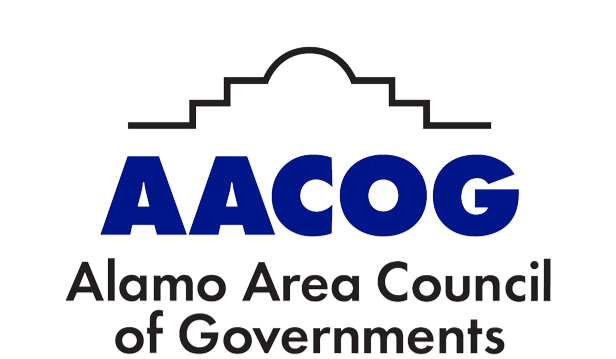 AACOG
Alamo Area Council
of Governments